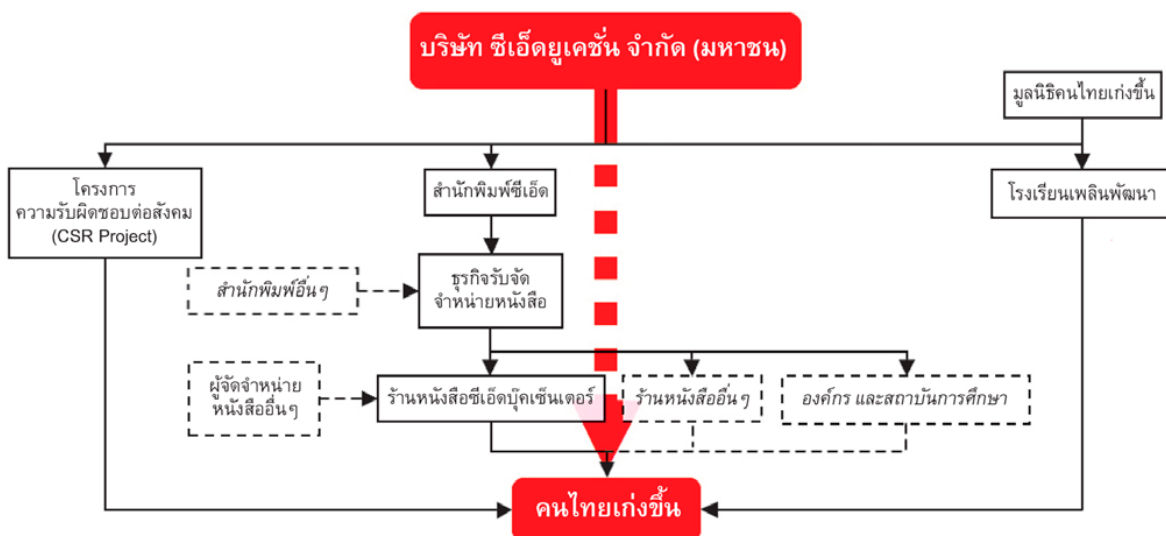 บริษัท ซีเอ็ดยูเคชั่น จำกัด (มหาชน)
มูลนิธิคนไทยเก่งขึ้น
โครงการ
ความรับผิดชอบต่อสังคม
(CSR Project)
สำนักพิมพ์ซีเอ็ด
โรงเรียนเพลินพัฒนา
สำนักพิมพ์อื่นๆ
ธุรกิจรับจัด
จำหน่ายหนังสือ
ผู้จัดจำหน่าย
หนังสืออื่นๆ
ร้านหนังสือซีเอ็ดบุ๊คเซ็นเตอร์
ร้านหนังสืออื่นๆ
องค์กร และสถาบันการศึกษา
คนไทยเก่งขึ้น